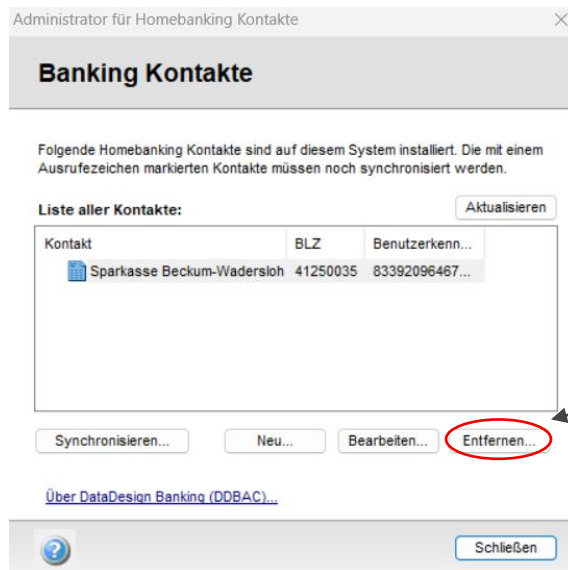 Administrator für Homebanking Kontakte
Banking Kontakte
Folgende Homebanking Kontakte sind auf diesem System installiert. Die mit einem
Ausrufezeichen markierten Kontakte müssen noch synchronisiert werden.
Liste aller Kontakte:
Aktualisieren
Kontakt BLZ Benutzerkenn...
Sparkasse Beckum-Wadersloh 41250035 83392096467...
Synchronisieren... Neu... Bearbeiten... Entfernen...
Über DataDesign Banking (DDBAC)...
?
Schließen